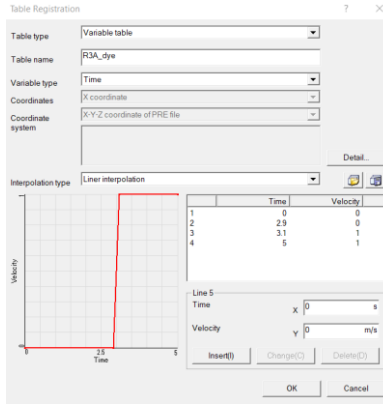 Table Registration ? ×
Table type Variable table
Table name R3A_dye
Variable type Time
Coordinates X coordinate
Coordinate system X-Y-Z coordinate of PRE file
Detail...
Interpolation type Liner interpolation
Time Velocity
1 0 0
2 2.9 0
3 3.1 1
4 5 1
Velocity
0 2.5 5
Time
Line 5
Time X 0 s
Velocity Y 0 m/s
Insert(I) Change(C) Delete(D)
OK Cancel